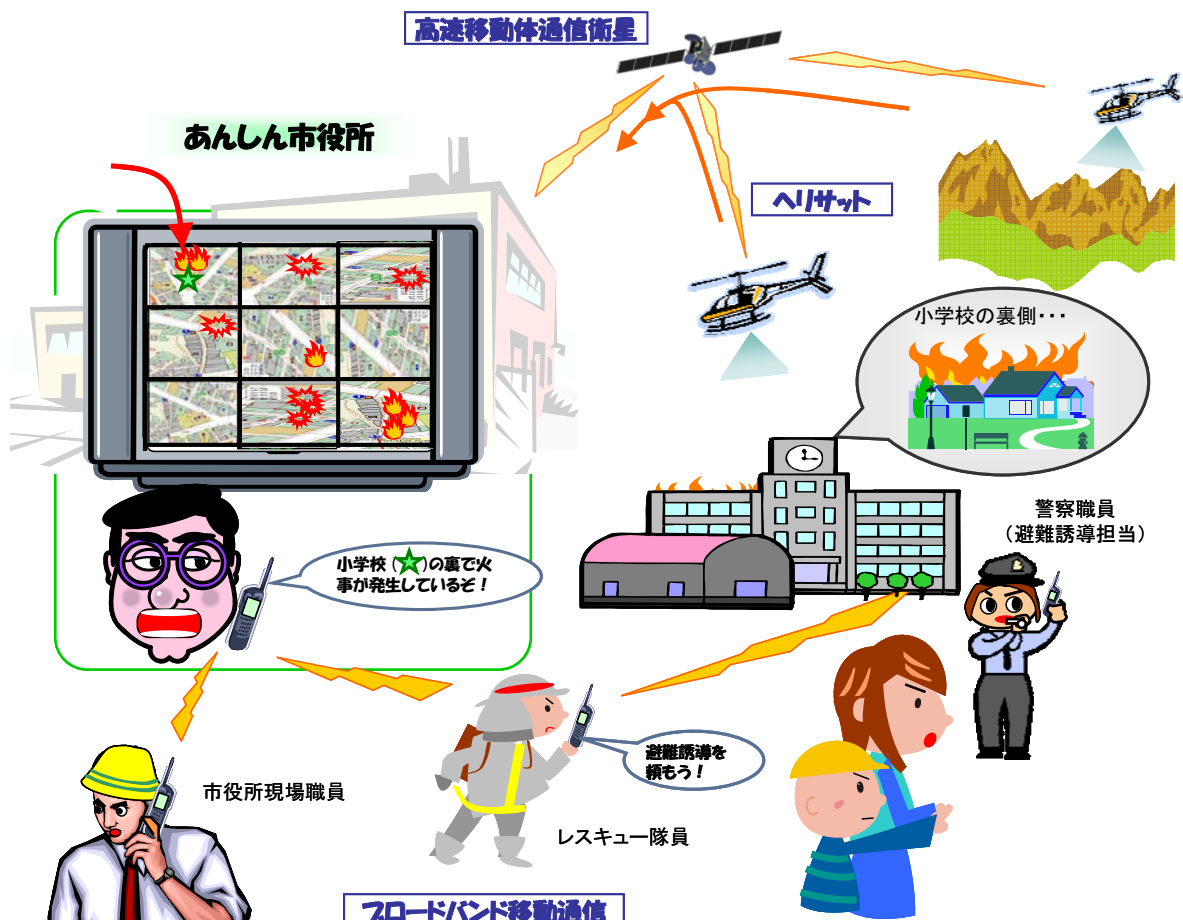 高速移動体通信衛星
あんしん市役所
ヘリサット
小学校の裏側・・・
警察職員
(避難誘導担当)
小学校(☆)の裏で火
事が発生しているぞ!
避難誘導を
頼もう!
市役所現場職員
レスキュー隊員
ブロードバンド移動通信